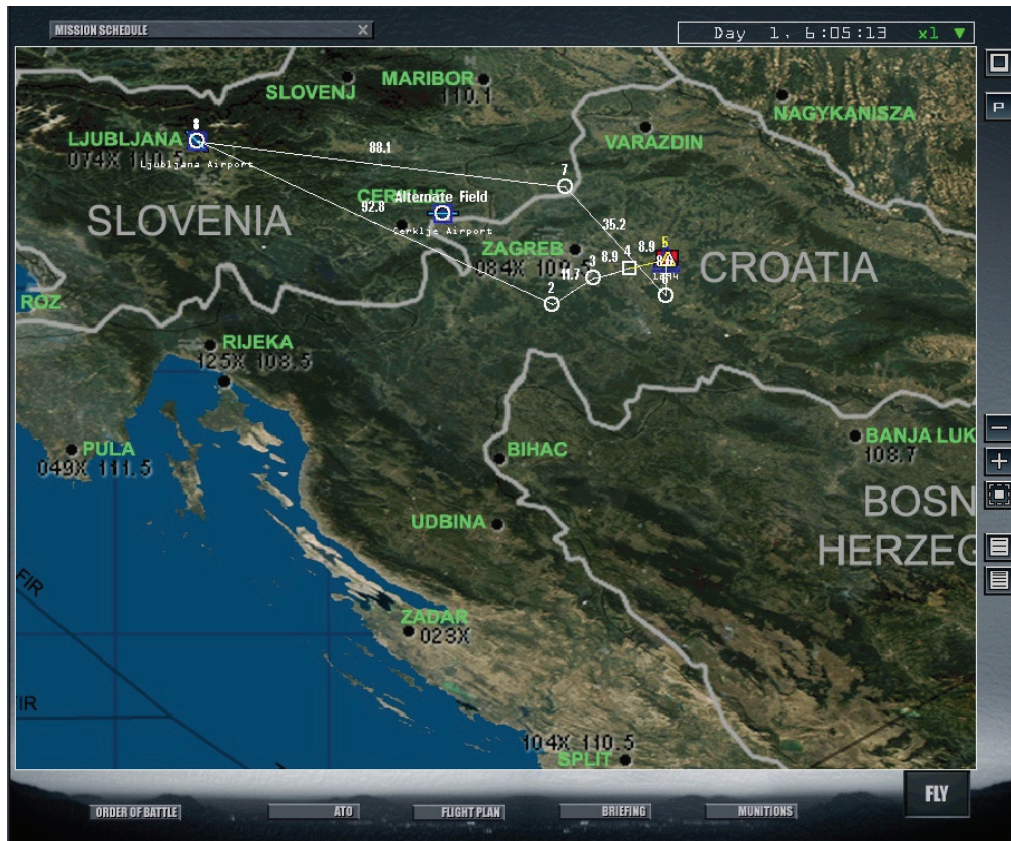 MISSION SCHEDULE
Day 1, 6:05:13 x1
P
SLOVENJ
MARIBOR
110.1
NAGYKANISZA
8
LJUBLJANA
074X
Ljubljana Airport
VARAZDIN
88.1
7
Alternate Field
Cerklje Airport
92.8
SLOVENIA
35.2
ZAGREB
084X
5
4
8.9
3
8.9
11.7
2
CROATIA
ROZ
RIJEKA
125X 108.5
PULA
049X 111.5
BIHAC
BANJA LUK
108.7
UDBINA
BOSN
HERZEG
FIR
ZADAR
023X
FIR
104X 110.5
SPLIT
FLY
ORDER OF BATTLE
ATO
FLIGHT PLAN
BRIEFING
MUNITIONS